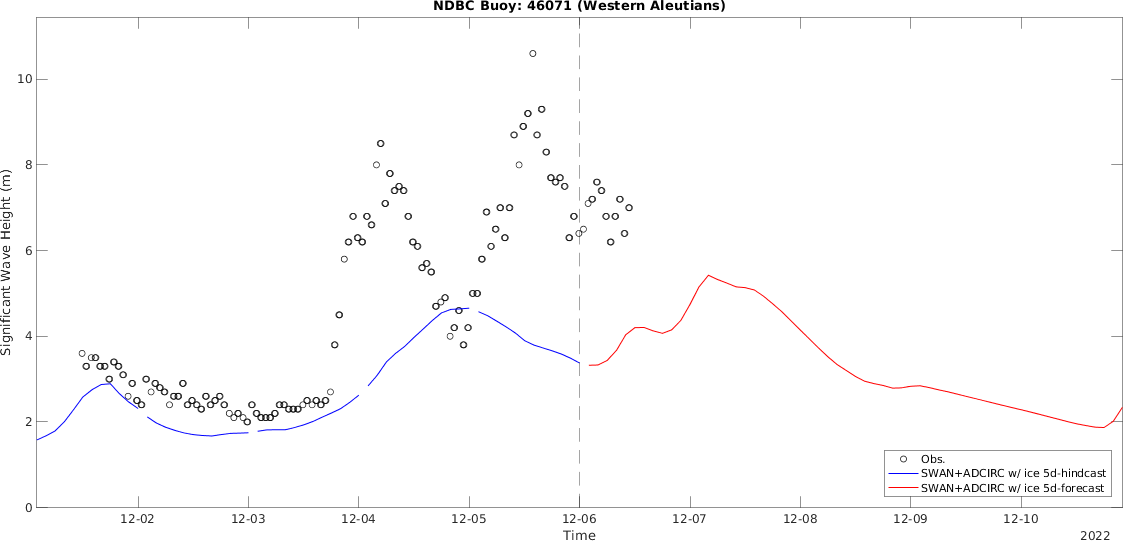 NDBC Buoy: 46071 (Western Aleutians)
Significant Wave Height (m)
10
8
6
4
2
0
12-02 12-03 12-04 12-05 12-06 12-07 12-08 12-09 12-10
Time
2022
Obs.
SWAN+ADCIRC w/ ice 5d-hindcast
SWAN+ADCIRC w/ ice 5d-forecast